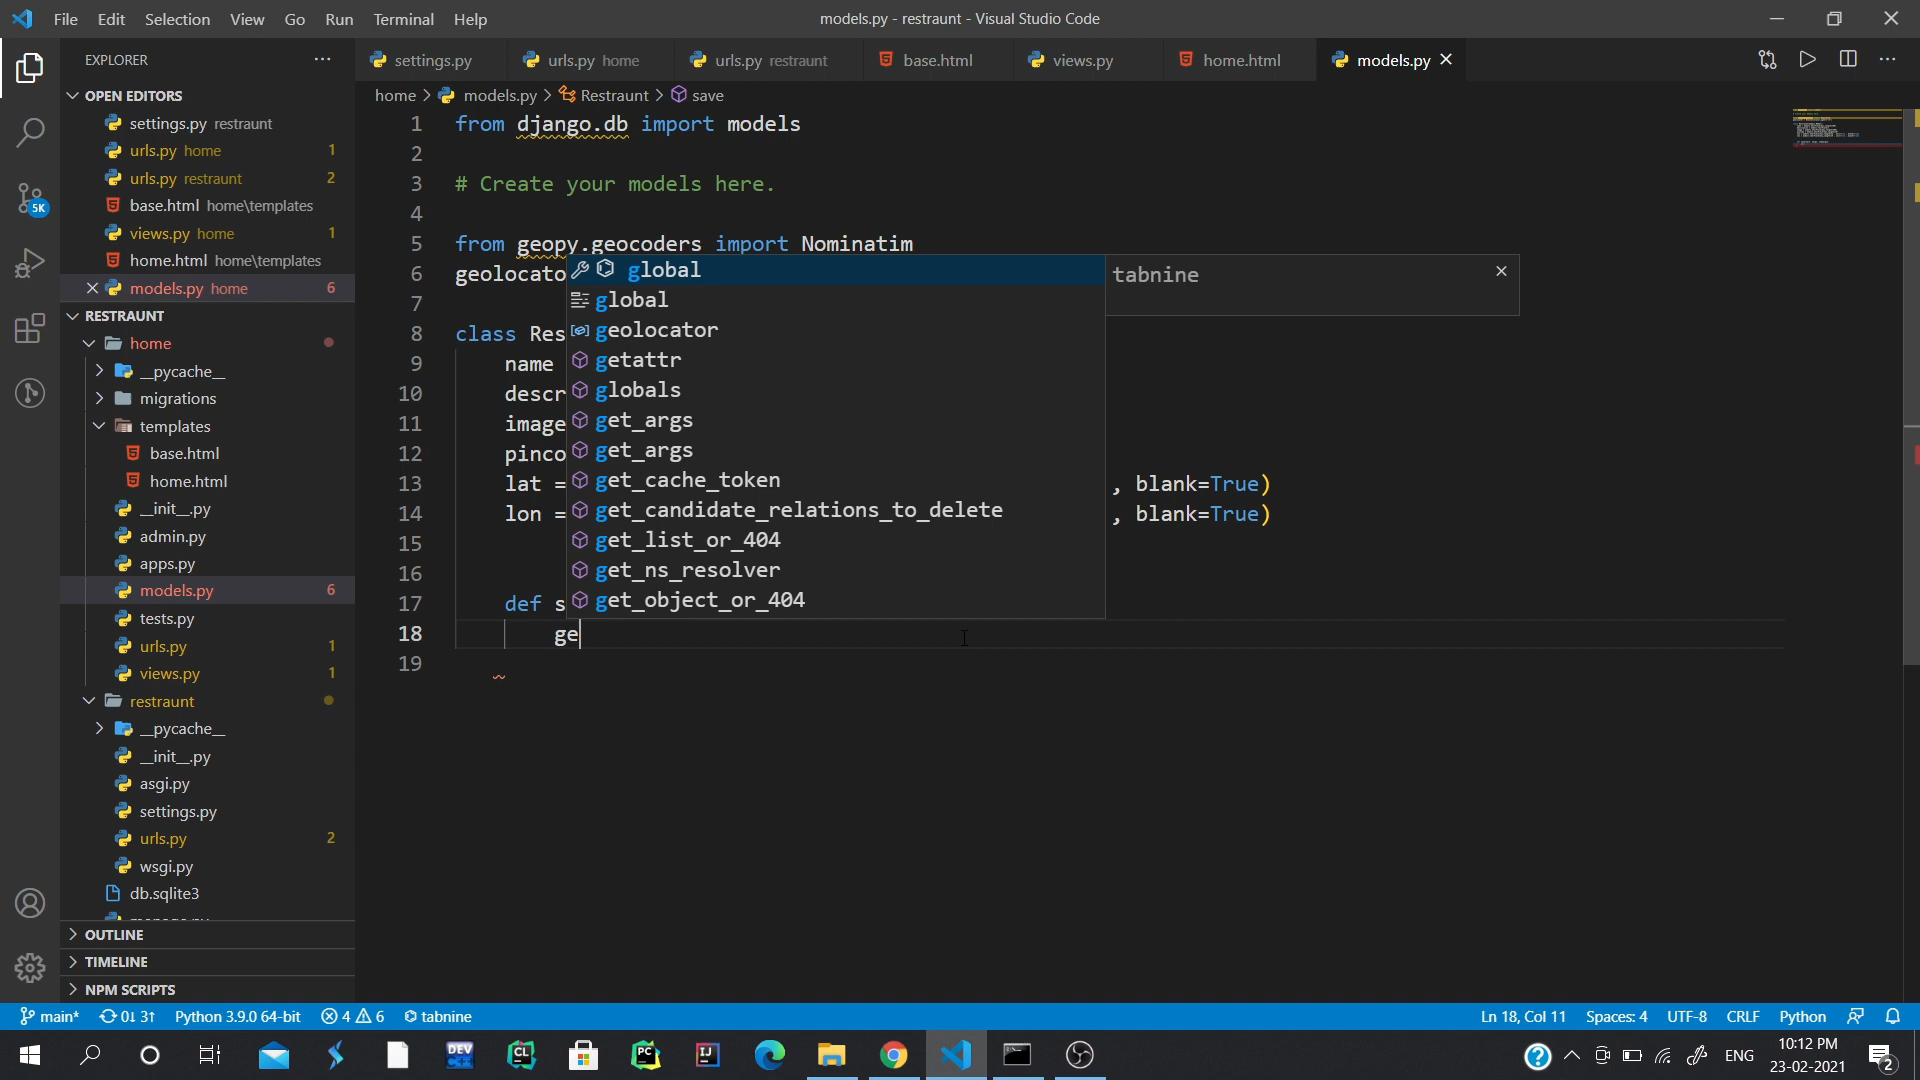 File Edit Selection View Go Run Terminal Help
models.py - restraunt - Visual Studio Code
EXPLORER
settings.py
urls.py home
urls.py restraunt
base.html
views.py
home.html
models.py
OPEN EDITORS
settings.py restraunt
urls.py home 1
urls.py restraunt 2
base.html home\templates
views.py home 1
home.html home\templates
models.py home 6
RESTRAUNT
home
__pycache__
migrations
templates
base.html
home.html
__init__.py
admin.py
apps.py
models.py 6
tests.py
urls.py 1
views.py 1
restraunt
__pycache__
__init__.py
asgi.py
settings.py
urls.py 2
wsgi.py
db.sqlite3
OUTLINE
TIMELINE
NPM SCRIPTS
5K
home > models.py > Restraunt > save
1 from django.db import models
2
3 # Create your models here.
4
5 from geopy.geocoders import Nominatim
6 geolocato
7
8 class Res
9 name
10 descr
11 image
12 pinco
13 lat = , blank=True)
14 lon = , blank=True)
15
16
17 def s
18 ge
19
global
global
geolocator
getattr
globals
get_args
get_args
get_cache_token
get_candidate_relations_to_delete
get_list_or_404
get_ns_resolver
get_object_or_404
tabnine
main* 0↓ 3↑ Python 3.9.0 64-bit 4 6 tabnine
Ln 18, Col 11 Spaces: 4 UTF-8 CRLF Python
DEV C++ CL PC IJ
ENG 10:12 PM
23-02-2021
2